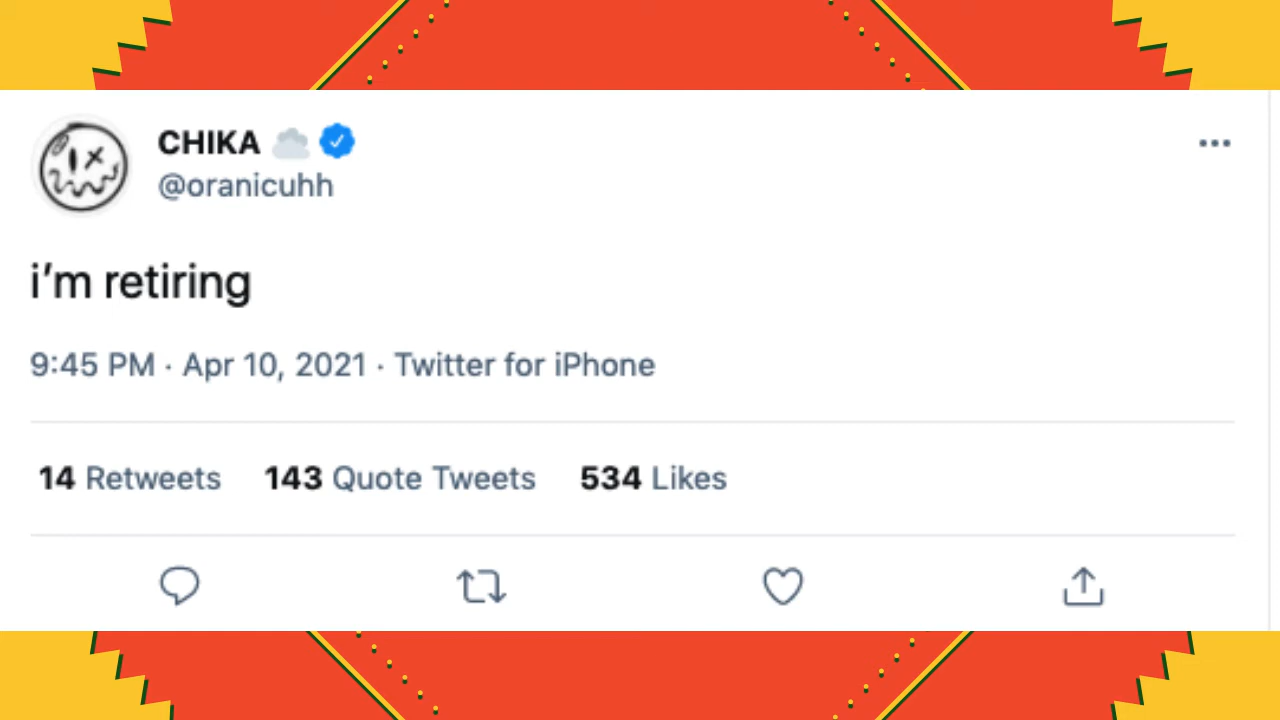 CHIKA ☁️
@oranicuhh
i’m retiring
9:45 PM · Apr 10, 2021 · Twitter for iPhone
14 Retweets 143 Quote Tweets 534 Likes